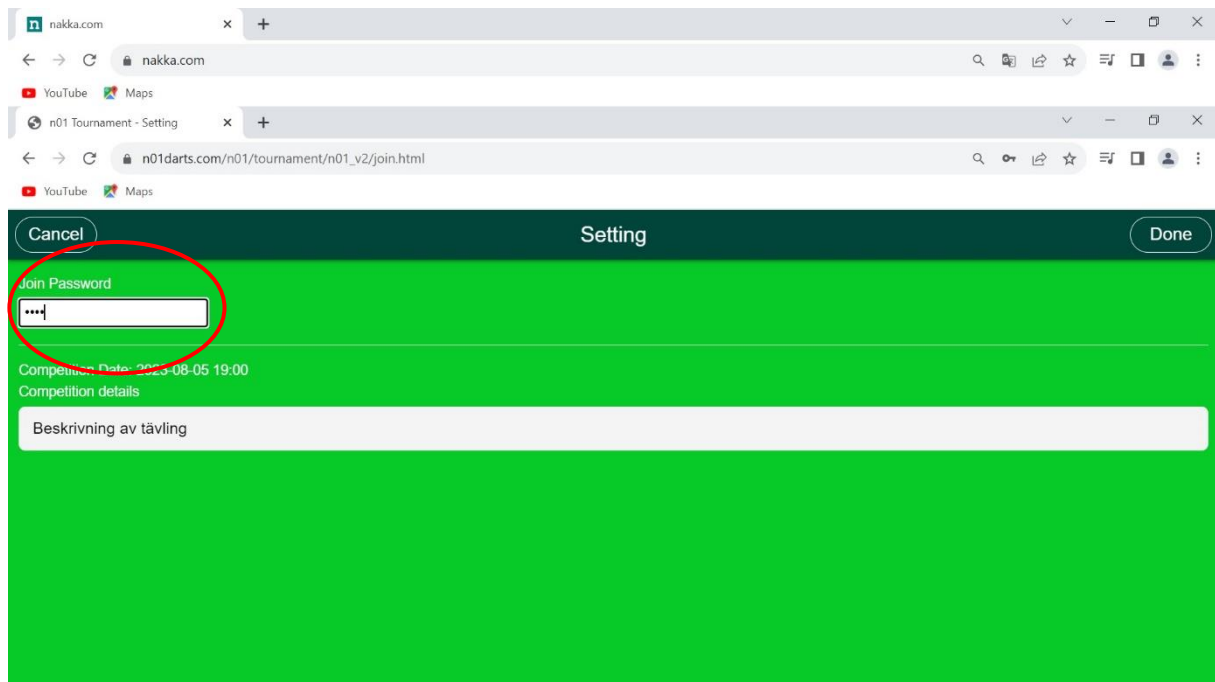 nakka.com
nakka.com
YouTube Maps
n01 Tournament - Setting
n01darts.com/n01/tournament/n01_v2/join.html
YouTube Maps
Cancel Setting Done
Join Password
••••
Competition Date: 2023-08-05 19:00
Competition details
Beskrivning av tävling